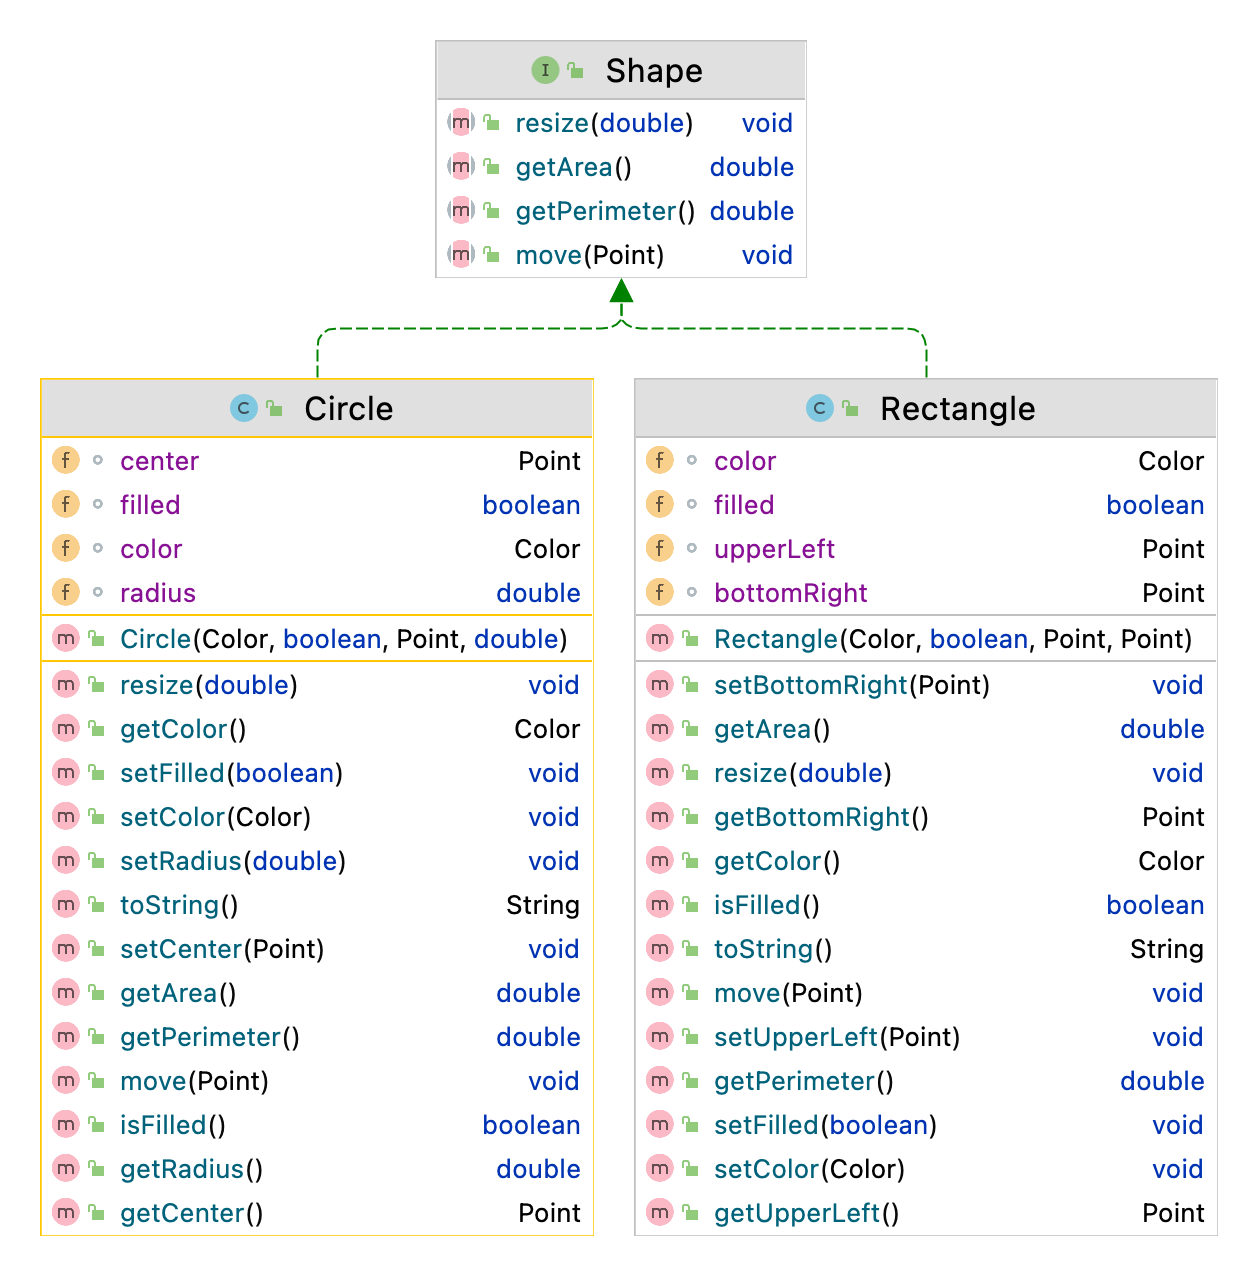 I Shape
m resize(double) void
m getArea() double
m getPerimeter() double
m move(Point) void
C Circle
f center Point
f filled boolean
f color Color
f radius double
m Circle(Color, boolean, Point, double)
m resize(double) void
m getColor() Color
m setFilled(boolean) void
m setColor(Color) void
m setRadius(double) void
m toString() String
m setCenter(Point) void
m getArea() double
m getPerimeter() double
m move(Point) void
m isFilled() boolean
m getRadius() double
m getCenter() Point
C Rectangle
f color Color
f filled boolean
f upperLeft Point
f bottomRight Point
m Rectangle(Color, boolean, Point, Point)
m setBottomRight(Point) void
m getArea() double
m resize(double) void
m getBottomRight() Point
m getColor() Color
m isFilled() boolean
m toString() String
m move(Point) void
m setUpperLeft(Point) void
m getPerimeter() double
m setFilled(boolean) void
m setColor(Color) void
m getUpperLeft() Point